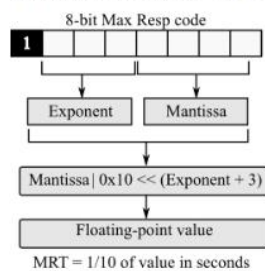 8-bit Max Resp code
1
Exponent
Mantissa
Mantissa | 0x10 << (Exponent + 3)
Floating-point value
MRT = 1/10 of value in seconds